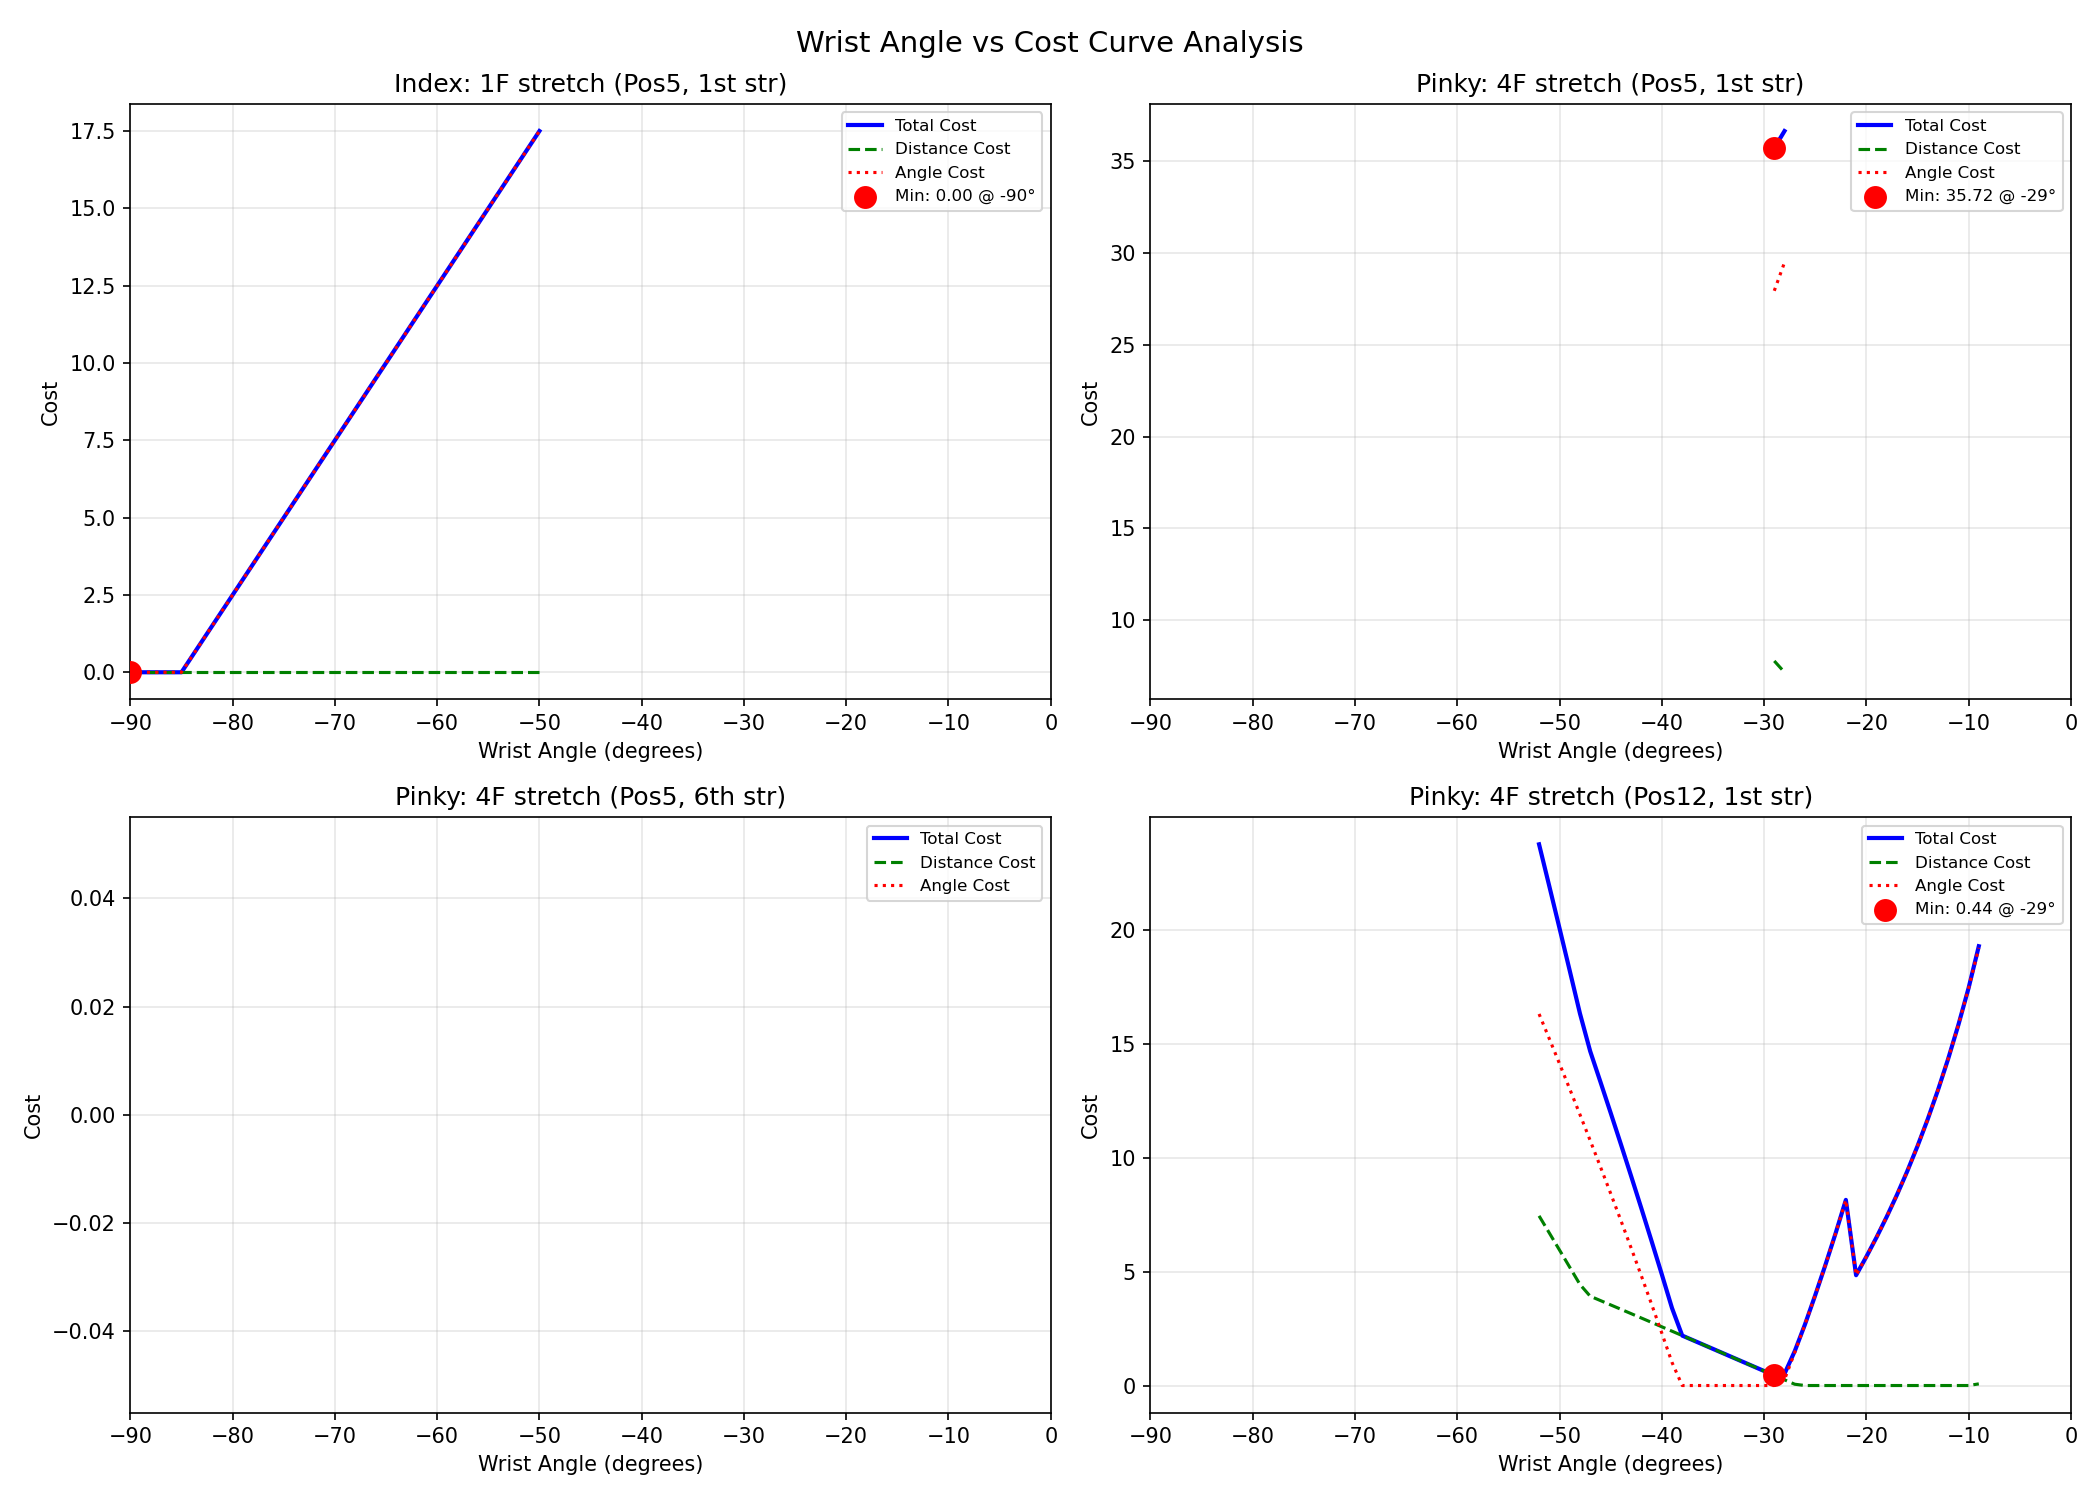 Wrist Angle vs Cost Curve Analysis
Index: 1F stretch (Pos5, 1st str)
17.5
15.0
12.5
10.0
7.5
5.0
2.5
0.0
Cost
−90 −80 −70 −60 −50 −40 −30 −20 −10 0
Wrist Angle (degrees)
Total Cost
Distance Cost
Angle Cost
Min: 0.00 @ -90°
Pinky: 4F stretch (Pos5, 1st str)
35
30
25
20
15
10
Cost
−90 −80 −70 −60 −50 −40 −30 −20 −10 0
Wrist Angle (degrees)
Total Cost
Distance Cost
Angle Cost
Min: 35.72 @ -29°
Pinky: 4F stretch (Pos5, 6th str)
0.04
0.02
0.00
−0.02
−0.04
Cost
−90 −80 −70 −60 −50 −40 −30 −20 −10 0
Wrist Angle (degrees)
Total Cost
Distance Cost
Angle Cost
Pinky: 4F stretch (Pos12, 1st str)
20
15
10
5
0
Cost
−90 −80 −70 −60 −50 −40 −30 −20 −10 0
Wrist Angle (degrees)
Total Cost
Distance Cost
Angle Cost
Min: 0.44 @ -29°